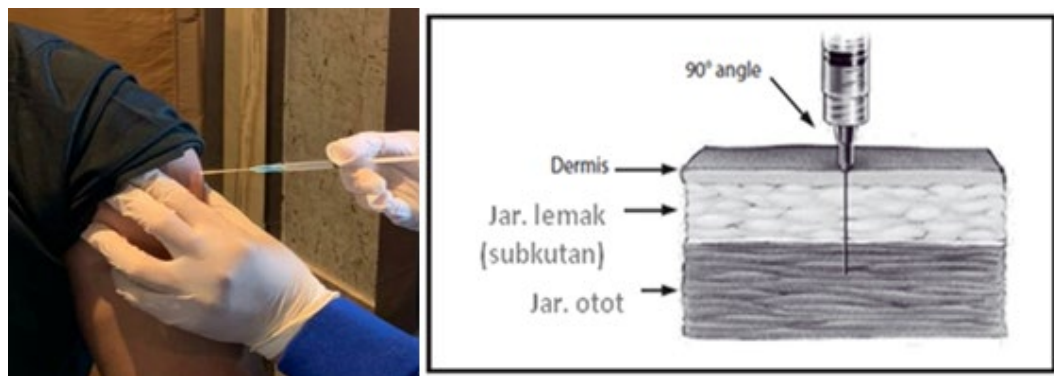 90° angle
Dermis
Jar. lemak
(subkutan)
Jar. otot